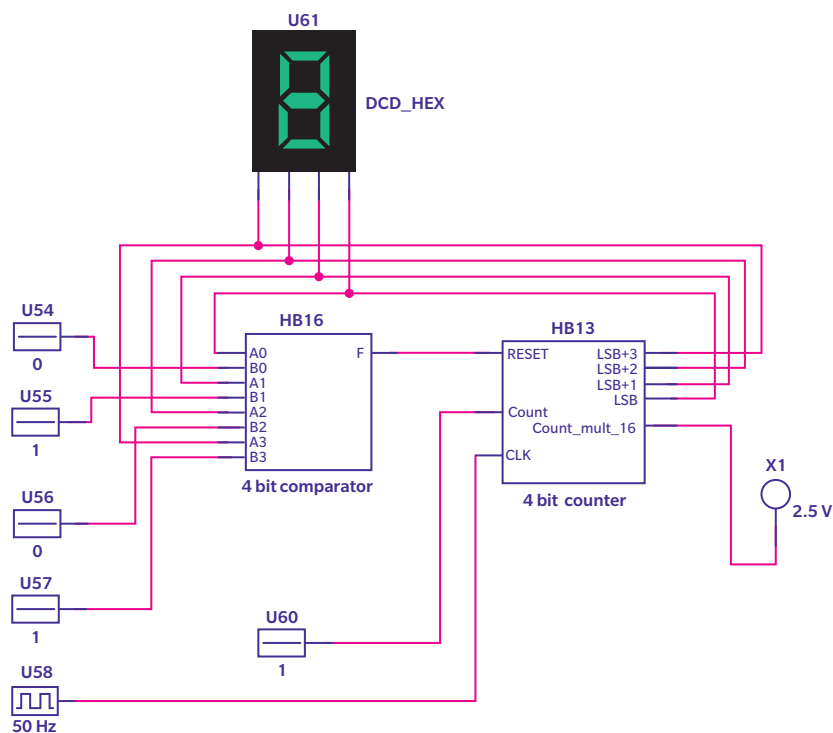 U61
DCD_HEX
U54
0
U55
1
U56
0
U57
1
U58
50 Hz
HB16
A0
B0
A1
B1
A2
B2
A3
B3
F
4 bit comparator
HB13
RESET
Count
CLK
LSB+3
LSB+2
LSB+1
LSB
Count_mult_16
4 bit counter
U60
1
X1
2.5 V